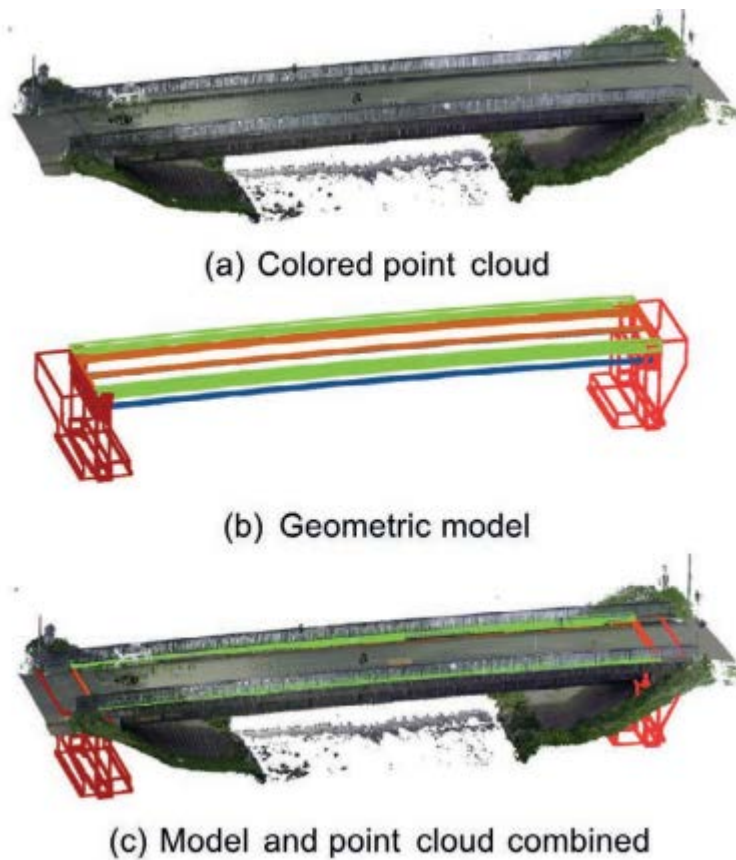 (a) Colored point cloud
(b) Geometric model
(c) Model and point cloud combined